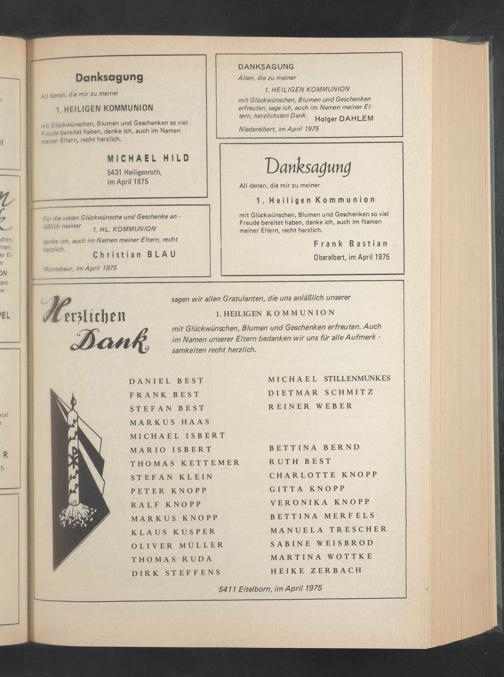 Danksagung
All denen, die mir zu meiner
1. HEILIGEN KOMMUNION
mit Glückwünschen, Blumen und Geschenken so viel
Freude bereitet haben, danke ich, auch im Namen
meiner Eltern, recht herzlich.
MICHAEL HILD
5431 Heiligenroth,
im April 1975
Für die vielen Glückwünsche und Geschenke an-
läßlich meiner 1. HL. KOMMUNION
danke ich, auch im Namen meiner Eltern, recht
herzlich.
Christian BLAU
Montabaur, im April 1975
DANKSAGUNG
Allen, die zu meiner
1. HEILIGEN KOMMUNION
mit Glückwünschen, Blumen und Geschenken
erfreuten, sage ich, auch im Namen meiner El-
tern, herzlichsten Dank.
Holger DAHLEM
Niederelbert, im April 1975
Danksagung
All denen, die mir zu meiner
1. Heiligen Kommunion
mit Glückwünschen, Blumen und Geschenken so viel
Freude bereitet haben, danke ich, auch im Namen
meiner Eltern, recht herzlich.
Frank Bastian
Oberelbert, im April 1975
Herzlichen
Dank
sagen wir allen Gratulanten, die uns anläßlich unserer
1. HEILIGEN KOMMUNION
mit Glückwünschen, Blumen und Geschenken erfreuten. Auch
im Namen unserer Eltern bedanken wir uns für alle Aufmerk -
samkeiten recht herzlich.
DANIEL BEST
FRANK BEST
STEFAN BEST
MARKUS HAAS
MICHAEL ISBERT
MARIO ISBERT
THOMAS KETTEMER
STEFAN KLEIN
PETER KNOPP
RALF KNOPP
MARKUS KNOPP
KLAUS KUSPER
OLIVER MÜLLER
THOMAS RUDA
DIRK STEFFENS
MICHAEL STILLENMUNKES
DIETMAR SCHMITZ
REINER WEBER
BETTINA BERND
RUTH BEST
CHARLOTTE KNOPP
GITTA KNOPP
VERONIKA KNOPP
BETTINA MERFELS
MANUELA TRESCHER
SABINE WEISBROD
MARTINA WOTTKE
HEIKE ZERBACH
5411 Eitelborn, im April 1975